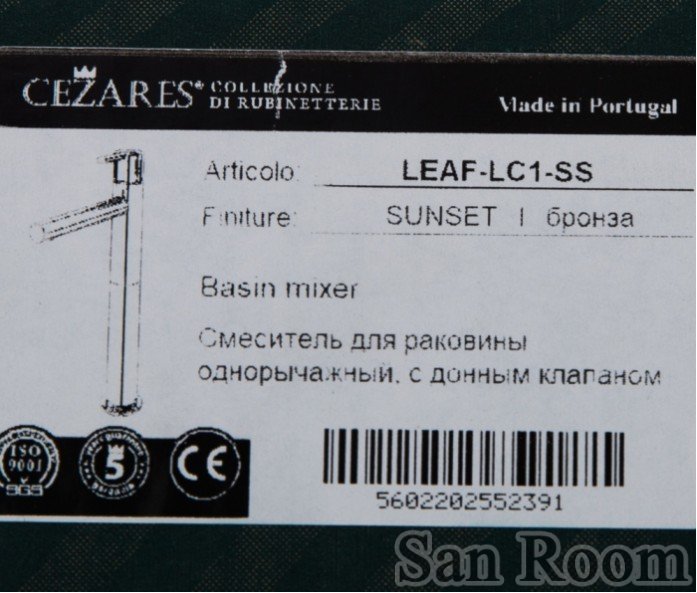 CEZARES® COLLEZIONE
DI RUBINETTERIE
Made in Portugal
Articolo: LEAF-LC1-SS
Finiture: SUNSET | бронза
Basin mixer
Смеситель для раковины
однорычажный, с донным клапаном
ISO
9001
SGS
5
CE
5602202552391
San Room